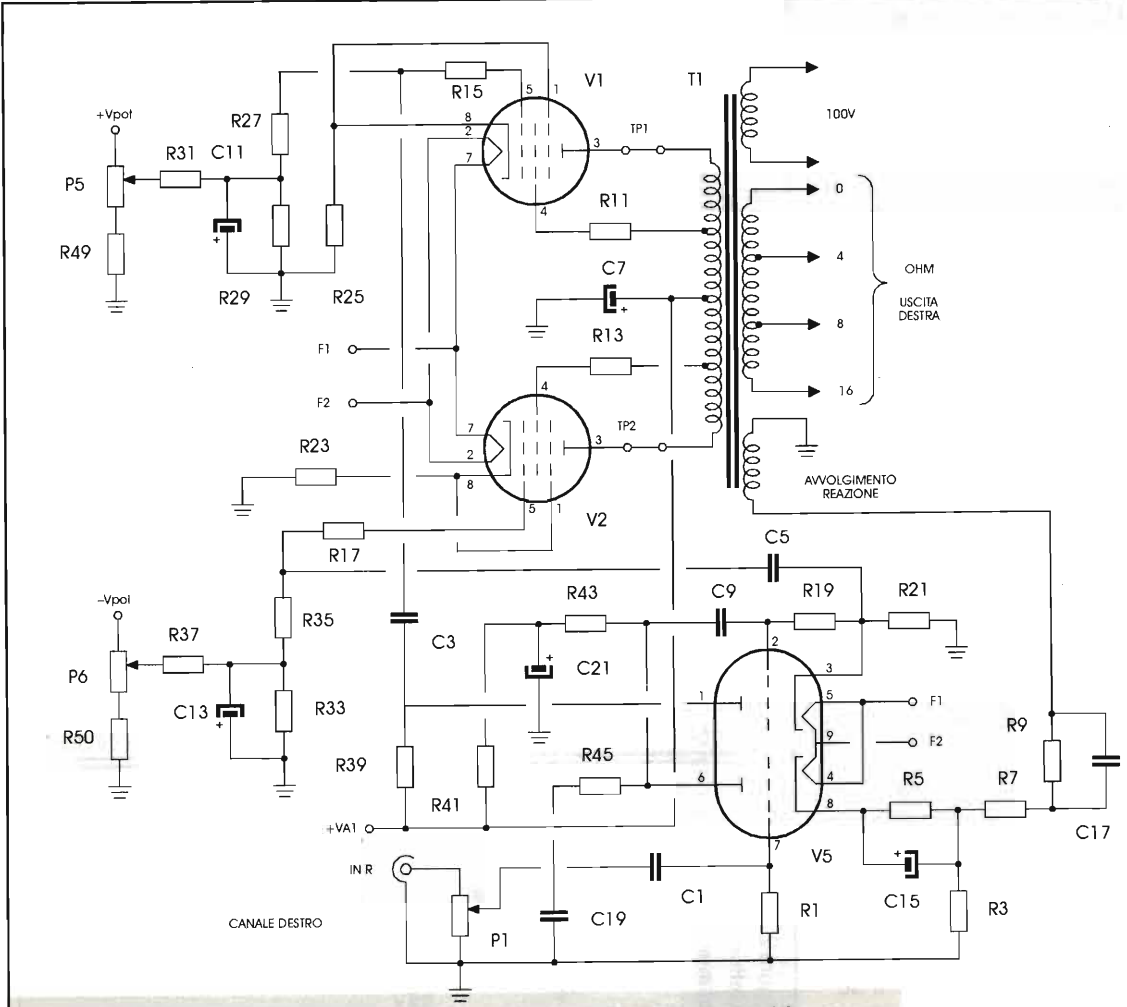 R15
5
1
V1
T1
100V
+Vpot
R27
8
2
7
3
TP1
R31
C11
P5
4
R11
0
R49
+
R29
R25
C7
+
4
OHM
USCITA
DESTRA
8
F1
R13
16
F2
4
7
2
8
3
TP2
R23
5
1
V2
AVVOLGIMENTO
REAZIONE
R17
C5
R43
C9
R19
R21
R35
C3
2
R37
+
C21
3
P6
C13
+
R33
1
5
F1
R50
9
F2
R9
R39
R41
R45
6
4
R5
R7
8
+VA1
V5
C17
IN R
7
+
C1
C15
R3
R1
CANALE DESTRO
P1
C19